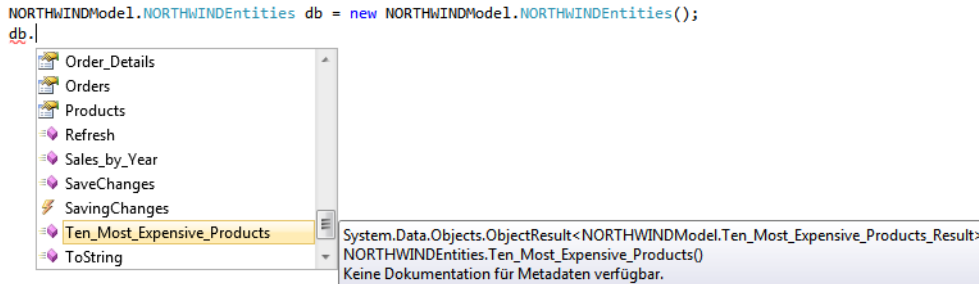 NORTHWINDModel.NORTHWINDEntities db = new NORTHWINDModel.NORTHWINDEntities();
db.
Order_Details
Orders
Products
Refresh
Sales_by_Year
SaveChanges
SavingChanges
Ten_Most_Expensive_Products
ToString
System.Data.Objects.ObjectResult<NORTHWINDModel.Ten_Most_Expensive_Products_Result>
NORTHWINDEntities.Ten_Most_Expensive_Products()
Keine Dokumentation für Metadaten verfügbar.